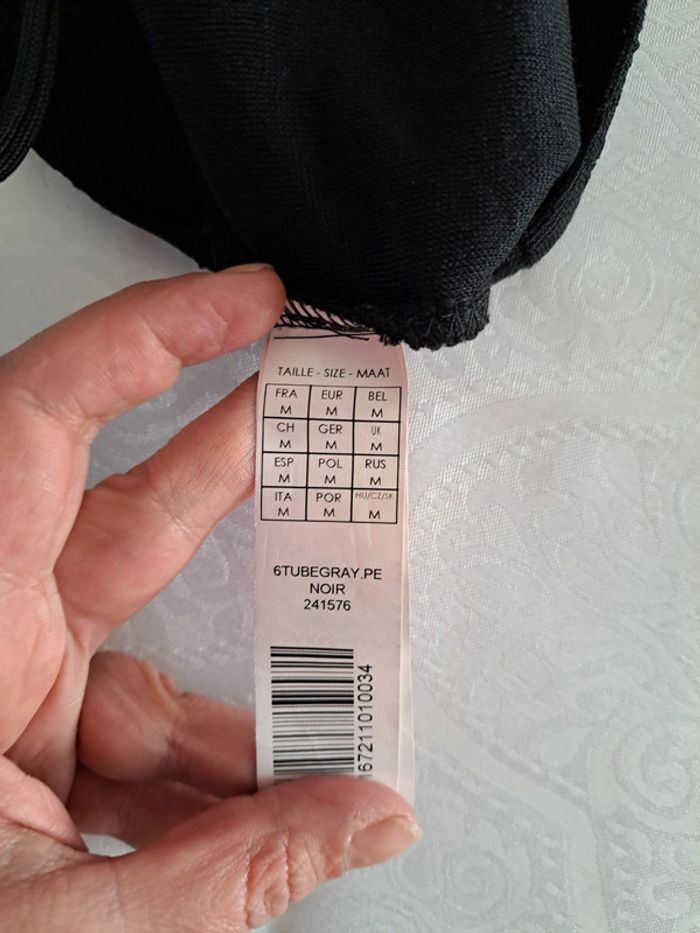 TAILLE - SIZE - MAAT
FRA EUR BEL
M M M
CH GER UK
M M M
ESP POL RUS
M M M
ITA POR HU/CZ/SK
M M M
6TUBEGRAY.PE
NOIR
241576
167211010034